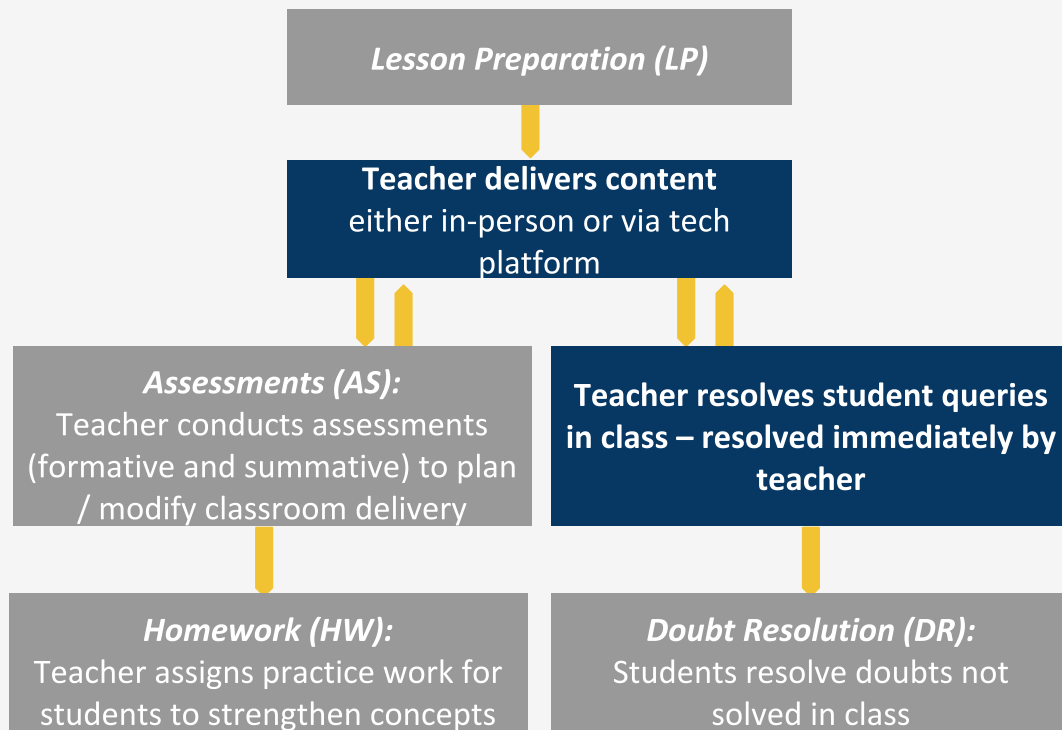 Lesson Preparation (LP)
Teacher delivers content
either in-person or via tech
platform
Assessments (AS):
Teacher conducts assessments
(formative and summative) to plan
/ modify classroom delivery
Teacher resolves student queries
in class – resolved immediately by
teacher
Homework (HW):
Teacher assigns practice work for
students to strengthen concepts
Doubt Resolution (DR):
Students resolve doubts not
solved in class